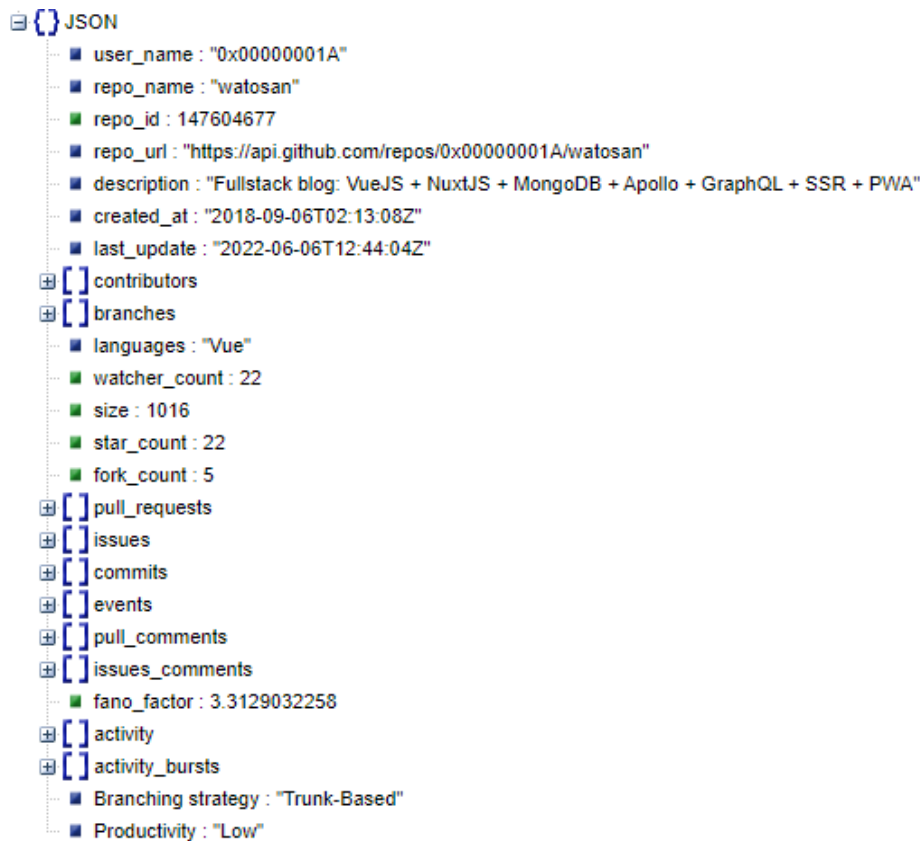 JSON
user_name : "0x00000001A"
repo_name : "watosan"
repo_id : 147604677
repo_url : "https://api.github.com/repos/0x00000001A/watosan"
description : "Fullstack blog: VueJS + NuxtJS + MongoDB + Apollo + GraphQL + SSR + PWA"
created_at : "2018-09-06T02:13:08Z"
last_update : "2022-06-06T12:44:04Z"
contributors
branches
languages : "Vue"
watcher_count : 22
size : 1016
star_count : 22
fork_count : 5
pull_requests
issues
commits
events
pull_comments
issues_comments
fano_factor : 3.3129032258
activity
activity_bursts
Branching strategy : "Trunk-Based"
Productivity : "Low"